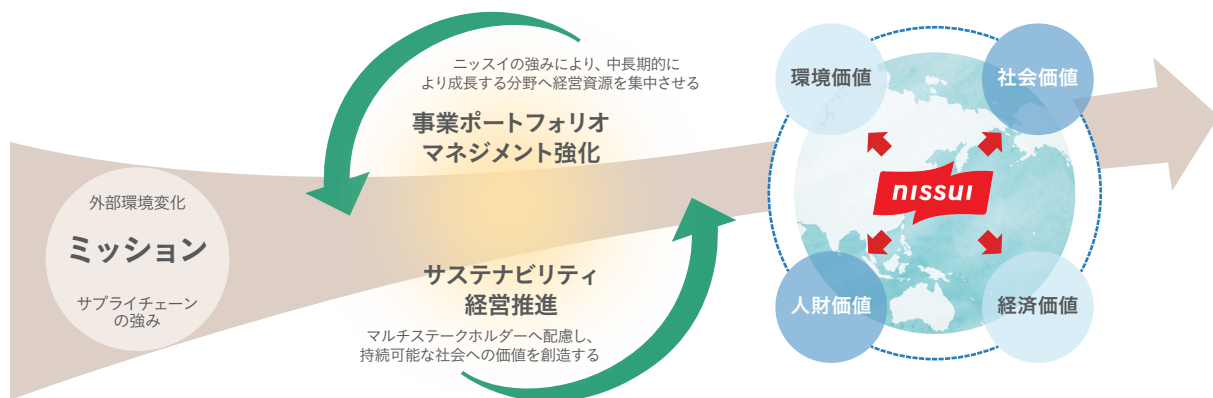 外部環境変化
ミッション
サプライチェーン
の強み
ニッスイの強みにより、中長期的に
より成長する分野へ経営資源を集中させる
事業ポートフォリオ
マネジメント強化
サステナビリティ
経営推進
マルチステークホルダーへ配慮し、
持続可能な社会への価値を創造する
環境価値
社会価値
nissui
人財価値
経済価値